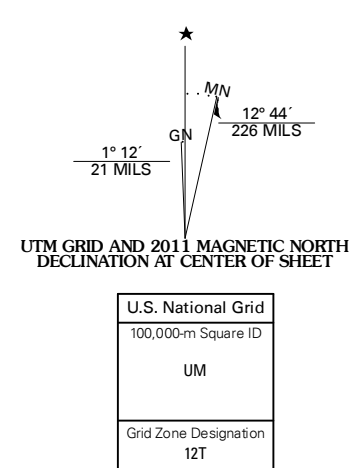 ★
MN
12° 44´
226 MILS
GN
1° 12´
21 MILS
UTM GRID AND 2011 MAGNETIC NORTH
DECLINATION AT CENTER OF SHEET
U.S. National Grid
100,000-m Square ID
UM
Grid Zone Designation
12T